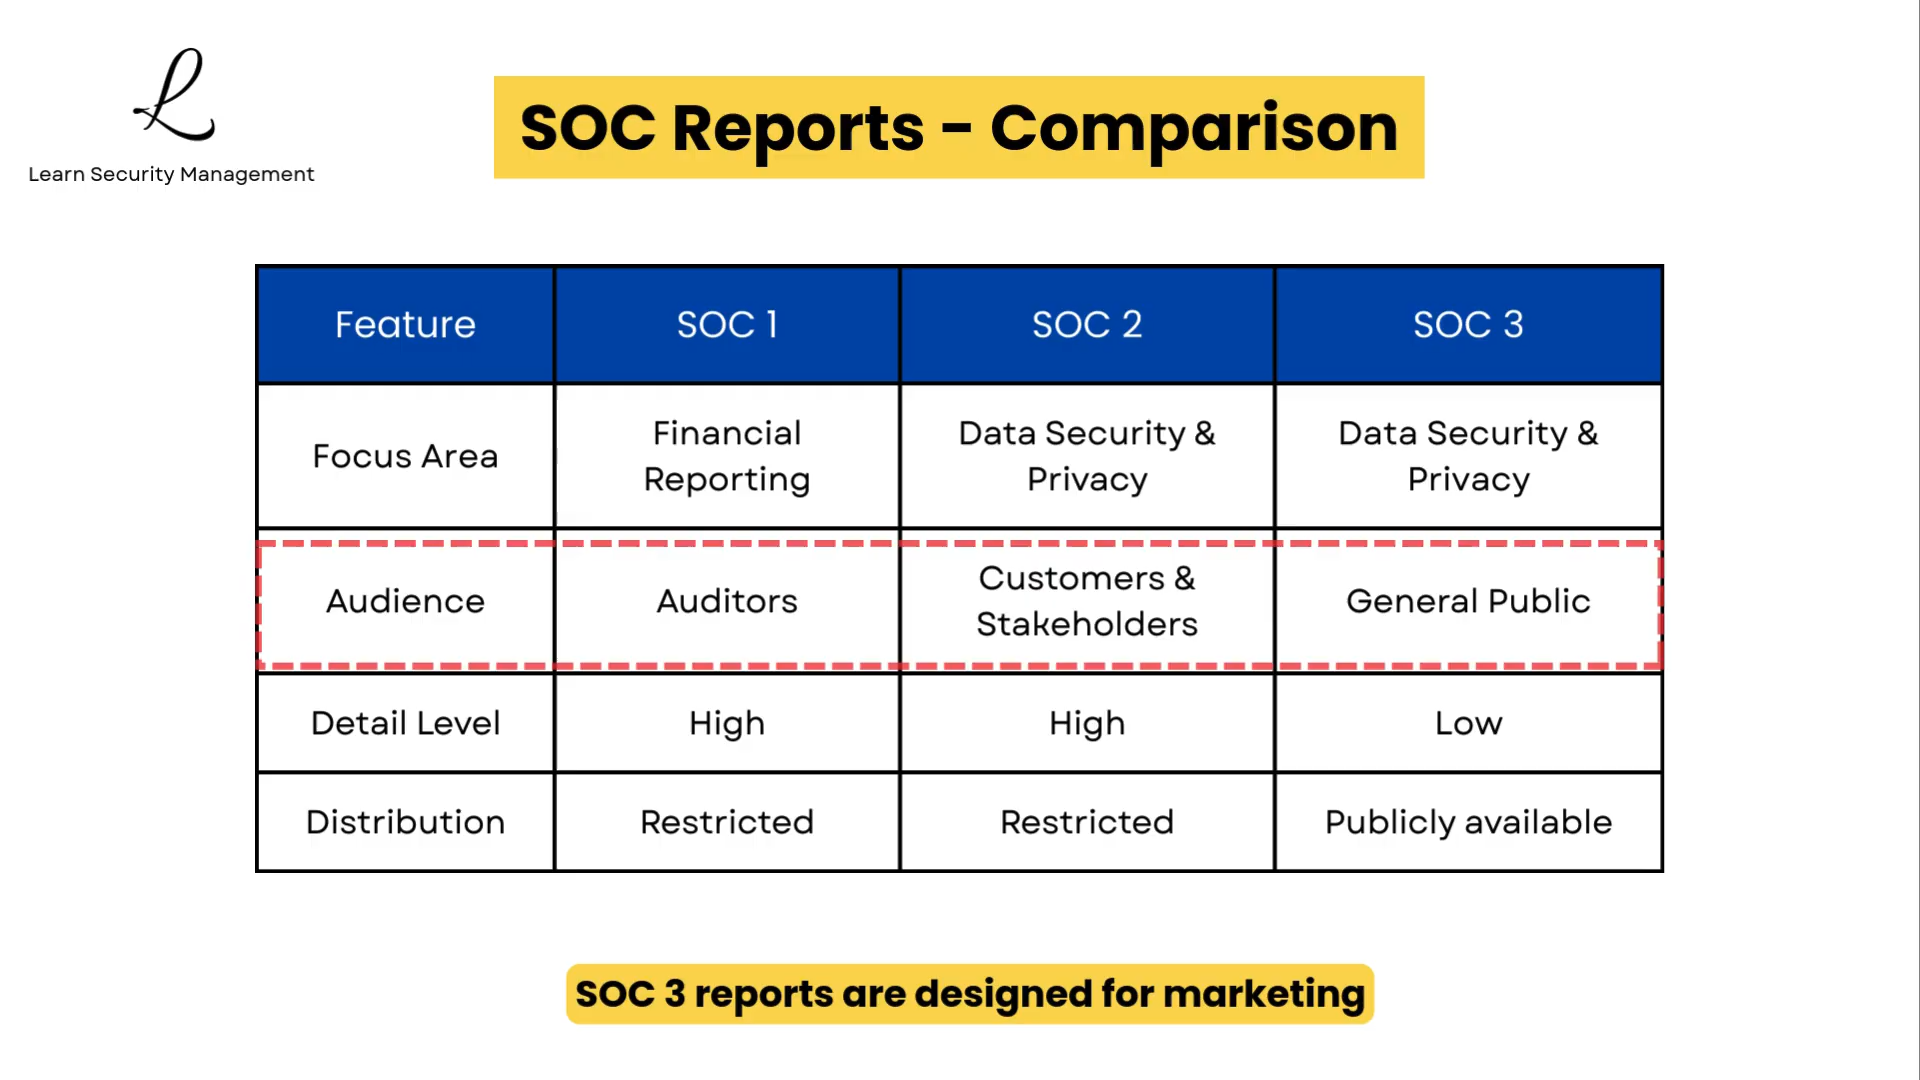 L
Learn Security Management
SOC Reports - Comparison
Feature
SOC 1
SOC 2
SOC 3
Focus Area
Financial
Reporting
Data Security &
Privacy
Data Security &
Privacy
Audience
Auditors
Customers &
Stakeholders
General Public
Detail Level
High
High
Low
Distribution
Restricted
Restricted
Publicly available
SOC 3 reports are designed for marketing